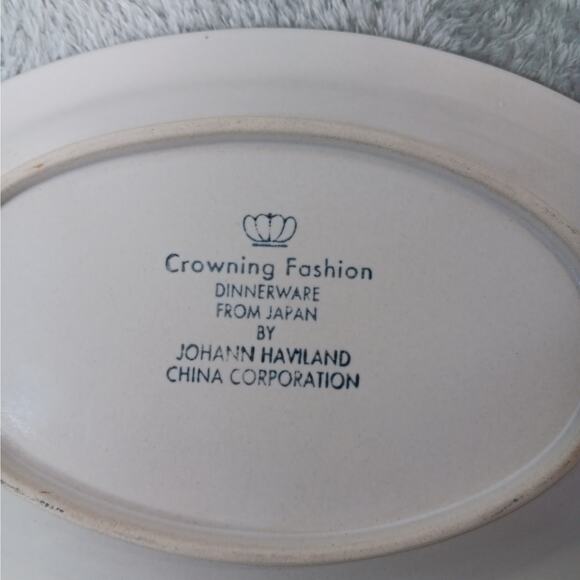 Crowning Fashion
DINNERWARE
FROM JAPAN
BY
JOHANN HAVILAND
CHINA CORPORATION